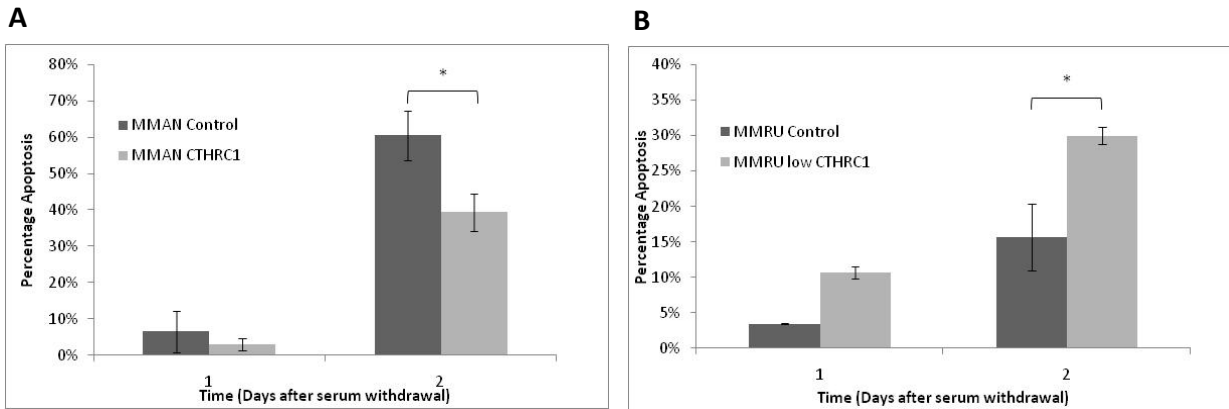 A
80%
70%
60%
50%
40%
30%
20%
10%
0%
Percentage Apoptosis
MMAN Control
MMAN CTHRC1
*
1
2
Time (Days after serum withdrawal)
B
40%
35%
30%
25%
20%
15%
10%
5%
0%
Percentage Apoptosis
MMRU Control
MMRU low CTHRC1
*
1
2
Time (Days after serum withdrawal)